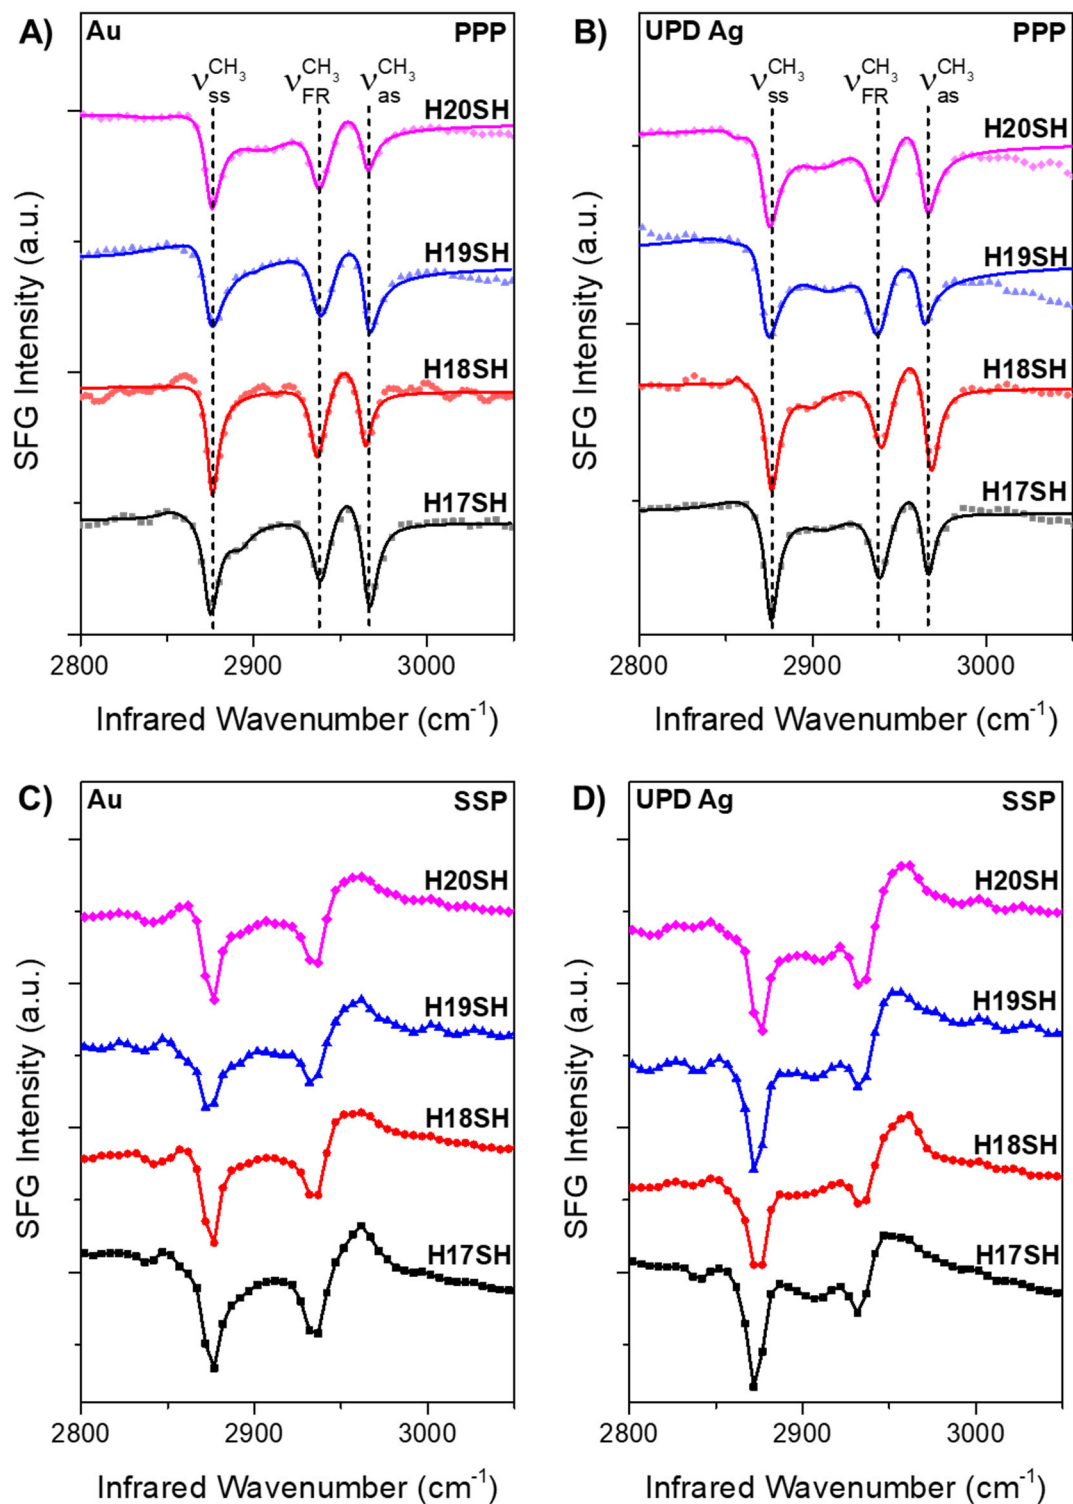 A) Au PPP
ν_ss^CH₃ ν_FR^CH₃ ν_as^CH₃
H20SH
H19SH
H18SH
H17SH
SFG Intensity (a.u.)
2800 2900 3000
Infrared Wavenumber (cm⁻¹)
B) UPD Ag PPP
ν_ss^CH₃ ν_FR^CH₃ ν_as^CH₃
H20SH
H19SH
H18SH
H17SH
SFG Intensity (a.u.)
2800 2900 3000
Infrared Wavenumber (cm⁻¹)
C) Au SSP
H20SH
H19SH
H18SH
H17SH
SFG Intensity (a.u.)
2800 2900 3000
Infrared Wavenumber (cm⁻¹)
D) UPD Ag SSP
H20SH
H19SH
H18SH
H17SH
SFG Intensity (a.u.)
2800 2900 3000
Infrared Wavenumber (cm⁻¹)